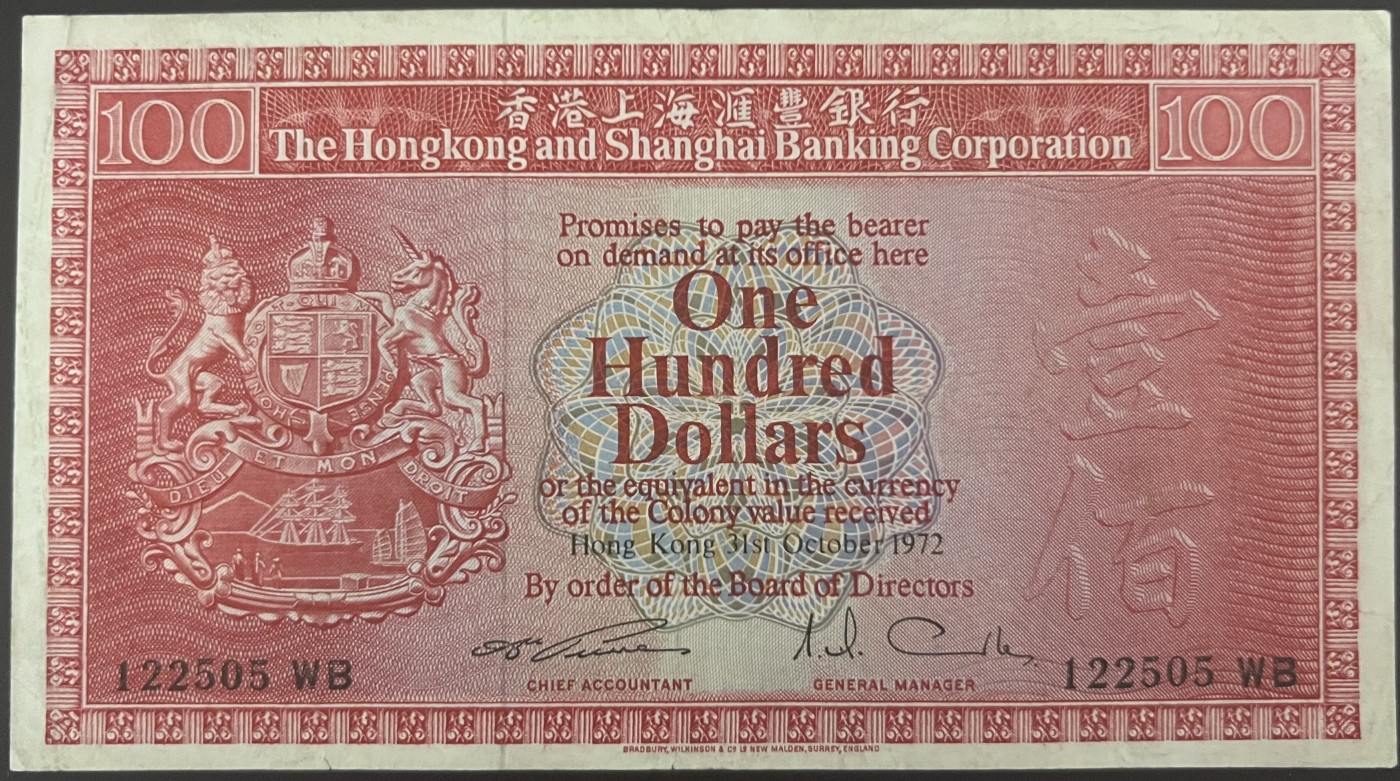 香港上海滙豐銀行
100 The Hongkong and Shanghai Banking Corporation 100
Promises to pay the bearer
on demand at its office here
One
Hundred
Dollars
or the equivalent in the currency
of the Colony value received
Hong Kong 31st October 1972
By order of the Board of Directors
壹
佰
DIEU ET MON DROIT
122505 WB
CHIEF ACCOUNTANT
GENERAL MANAGER
122505 WB
BRADBURY, WILKINSON & Co Ld NEW MALDEN, SURREY, ENGLAND